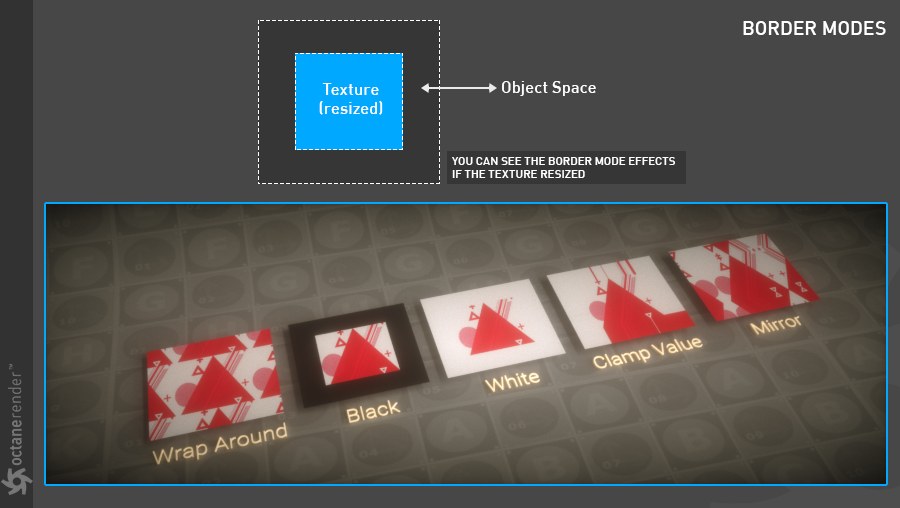 BORDER MODES
Texture
(resized)
Object Space
YOU CAN SEE THE BORDER MODE EFFECTS
IF THE TEXTURE RESIZED
Wrap Around
Black
White
Clamp Value
Mirror
octanerender™